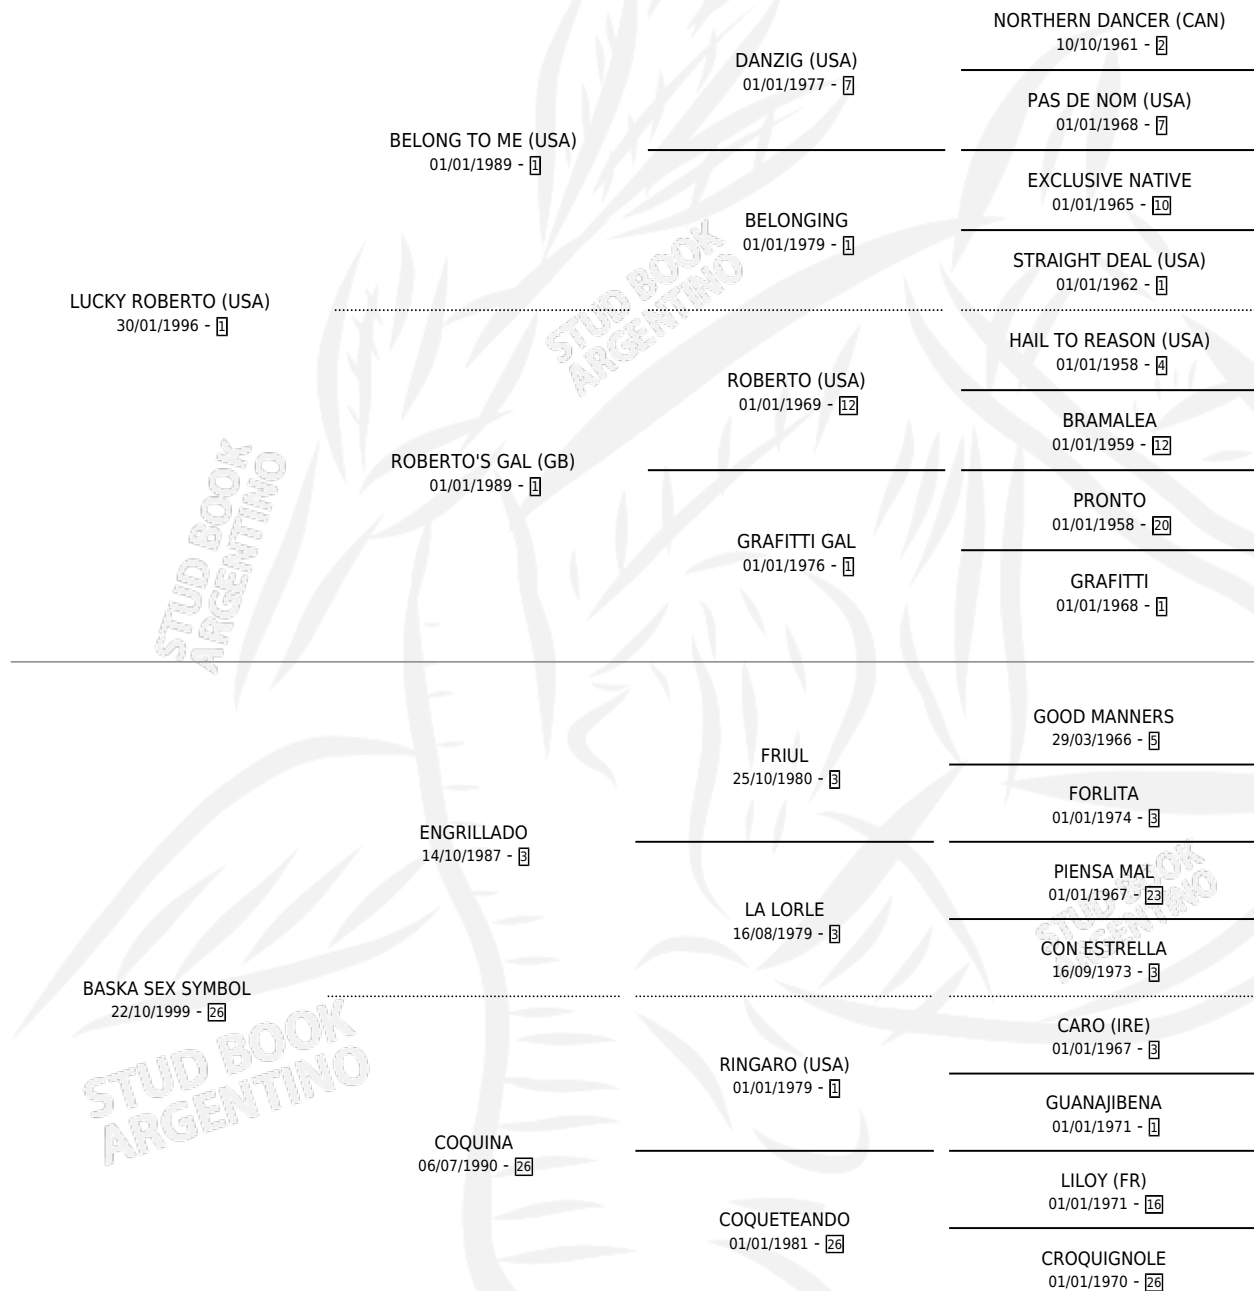 NORTHERN DANCER (CAN)
10/10/1961 - 2
DANZIG (USA)
01/01/1977 - 7
PAS DE NOM (USA)
01/01/1968 - 7
BELONG TO ME (USA)
01/01/1989 - 1
EXCLUSIVE NATIVE
01/01/1965 - 10
BELONGING
01/01/1979 - 1
STRAIGHT DEAL (USA)
01/01/1962 - 1
LUCKY ROBERTO (USA)
30/01/1996 - 1
STUD BOOK
ARGENTINO
HAIL TO REASON (USA)
01/01/1958 - 4
ROBERTO (USA)
01/01/1969 - 12
BRAMALEA
01/01/1959 - 12
ROBERTO'S GAL (GB)
01/01/1989 - 1
PRONTO
01/01/1958 - 20
GRAFITTI GAL
01/01/1976 - 1
GRAFITTI
01/01/1968 - 1
STUD BOOK
ARGENTINO
GOOD MANNERS
29/03/1966 - 5
FRIUL
25/10/1980 - 3
FORLITA
01/01/1974 - 3
ENGRILLADO
14/10/1987 - 3
PIENSA MAL
01/01/1967 - 23
LA LORLE
16/08/1979 - 3
CON ESTRELLA
16/09/1973 - 3
STUD BOOK
ARGENTINO
BASKA SEX SYMBOL
22/10/1999 - 26
CARO (IRE)
01/01/1967 - 3
RINGARO (USA)
01/01/1979 - 1
GUANAJIBENA
01/01/1971 - 1
STUD BOOK
ARGENTINO
COQUINA
06/07/1990 - 26
LILOY (FR)
01/01/1971 - 16
COQUETEANDO
01/01/1981 - 26
CROQUIGNOLE
01/01/1970 - 26